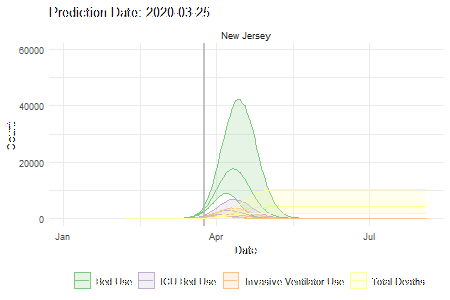 Prediction Date: 2020-03-25
New Jersey
60000
40000
20000
0
Count
Jan
Apr
Jul
Date
Bed Use
ICU Bed Use
Invasive Ventilator Use
Total Deaths